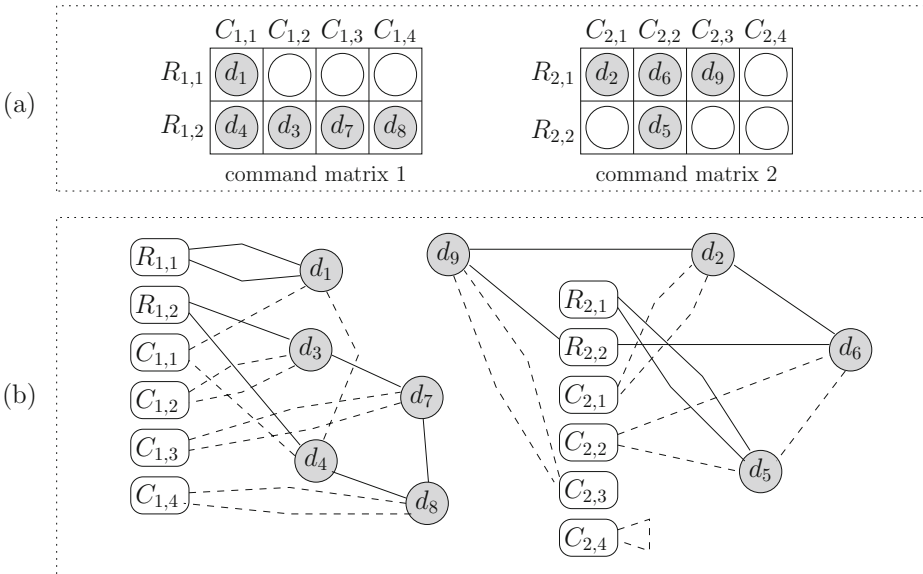 C1,1 C1,2 C1,3 C1,4
C2,1 C2,2 C2,3 C2,4
(a)
R1,1 d1
R2,1 d2 d6 d9
R1,2 d4 d3 d7 d8
R2,2 d5
command matrix 1
command matrix 2
(b)
R1,1
R1,2
C1,1
C1,2
C1,3
C1,4
d1
d3
d7
d4
d8
d9
d2
R2,1
R2,2
C2,1
C2,2
C2,3
C2,4
d6
d5